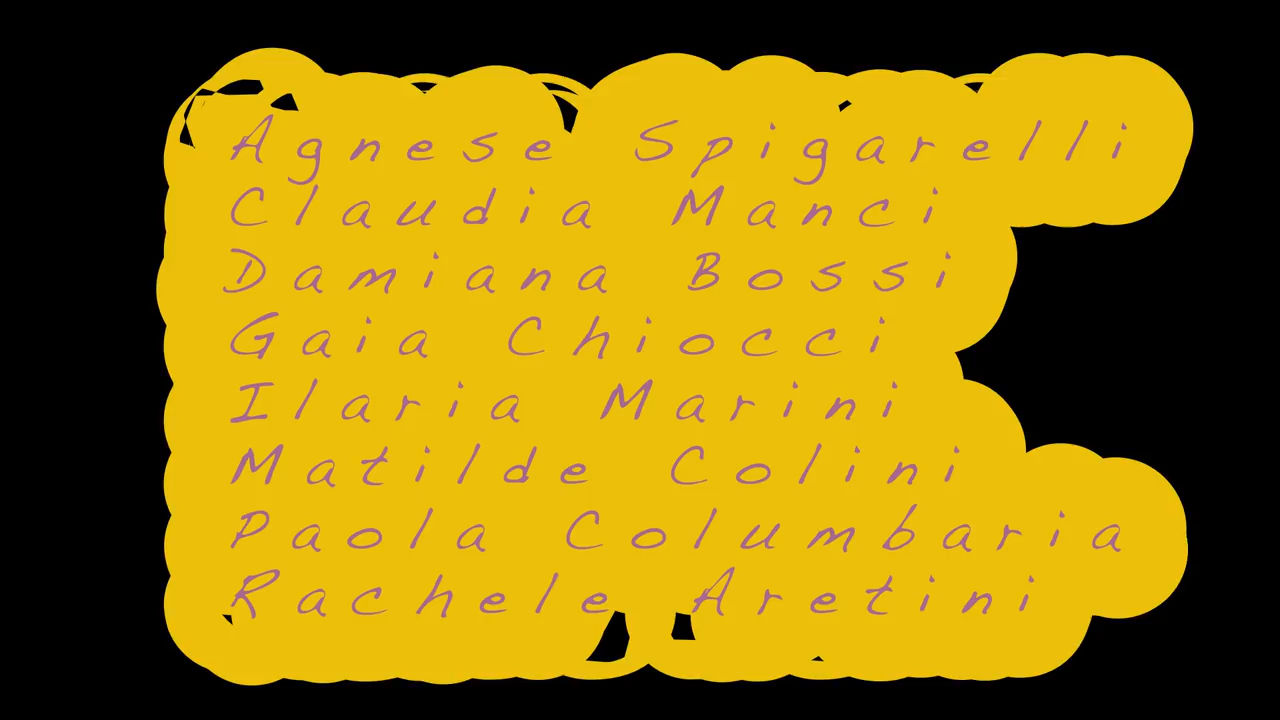 Agnese Spigarelli
Claudia Manci
Damiana Bossi
Gaia Chiocci
Ilaria Marini
Matilde Colini
Paola Columbaria
Rachele Aretini